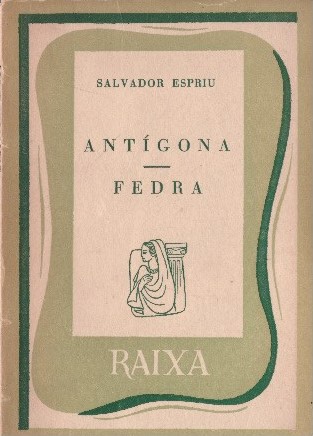 SALVADOR ESPRIU
ANTÍGONA
FEDRA
RAIXA